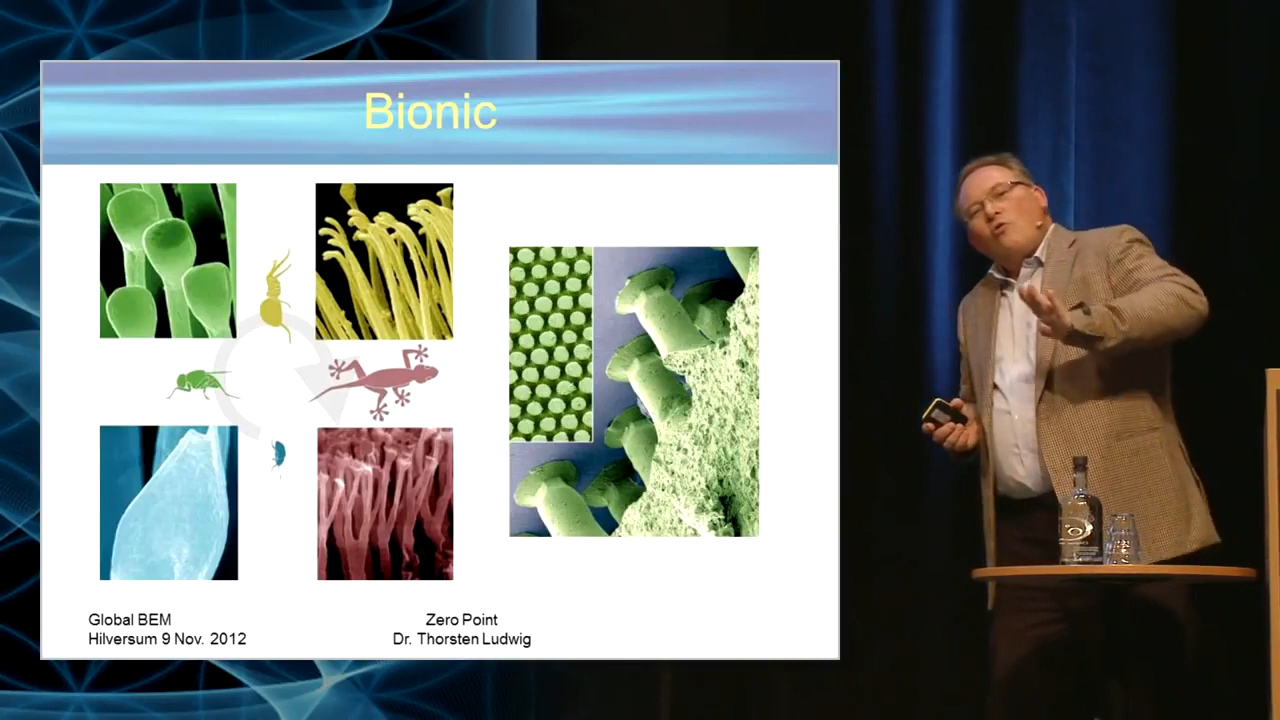 Bionic
Global BEM
Hilversum 9 Nov. 2012
Zero Point
Dr. Thorsten Ludwig